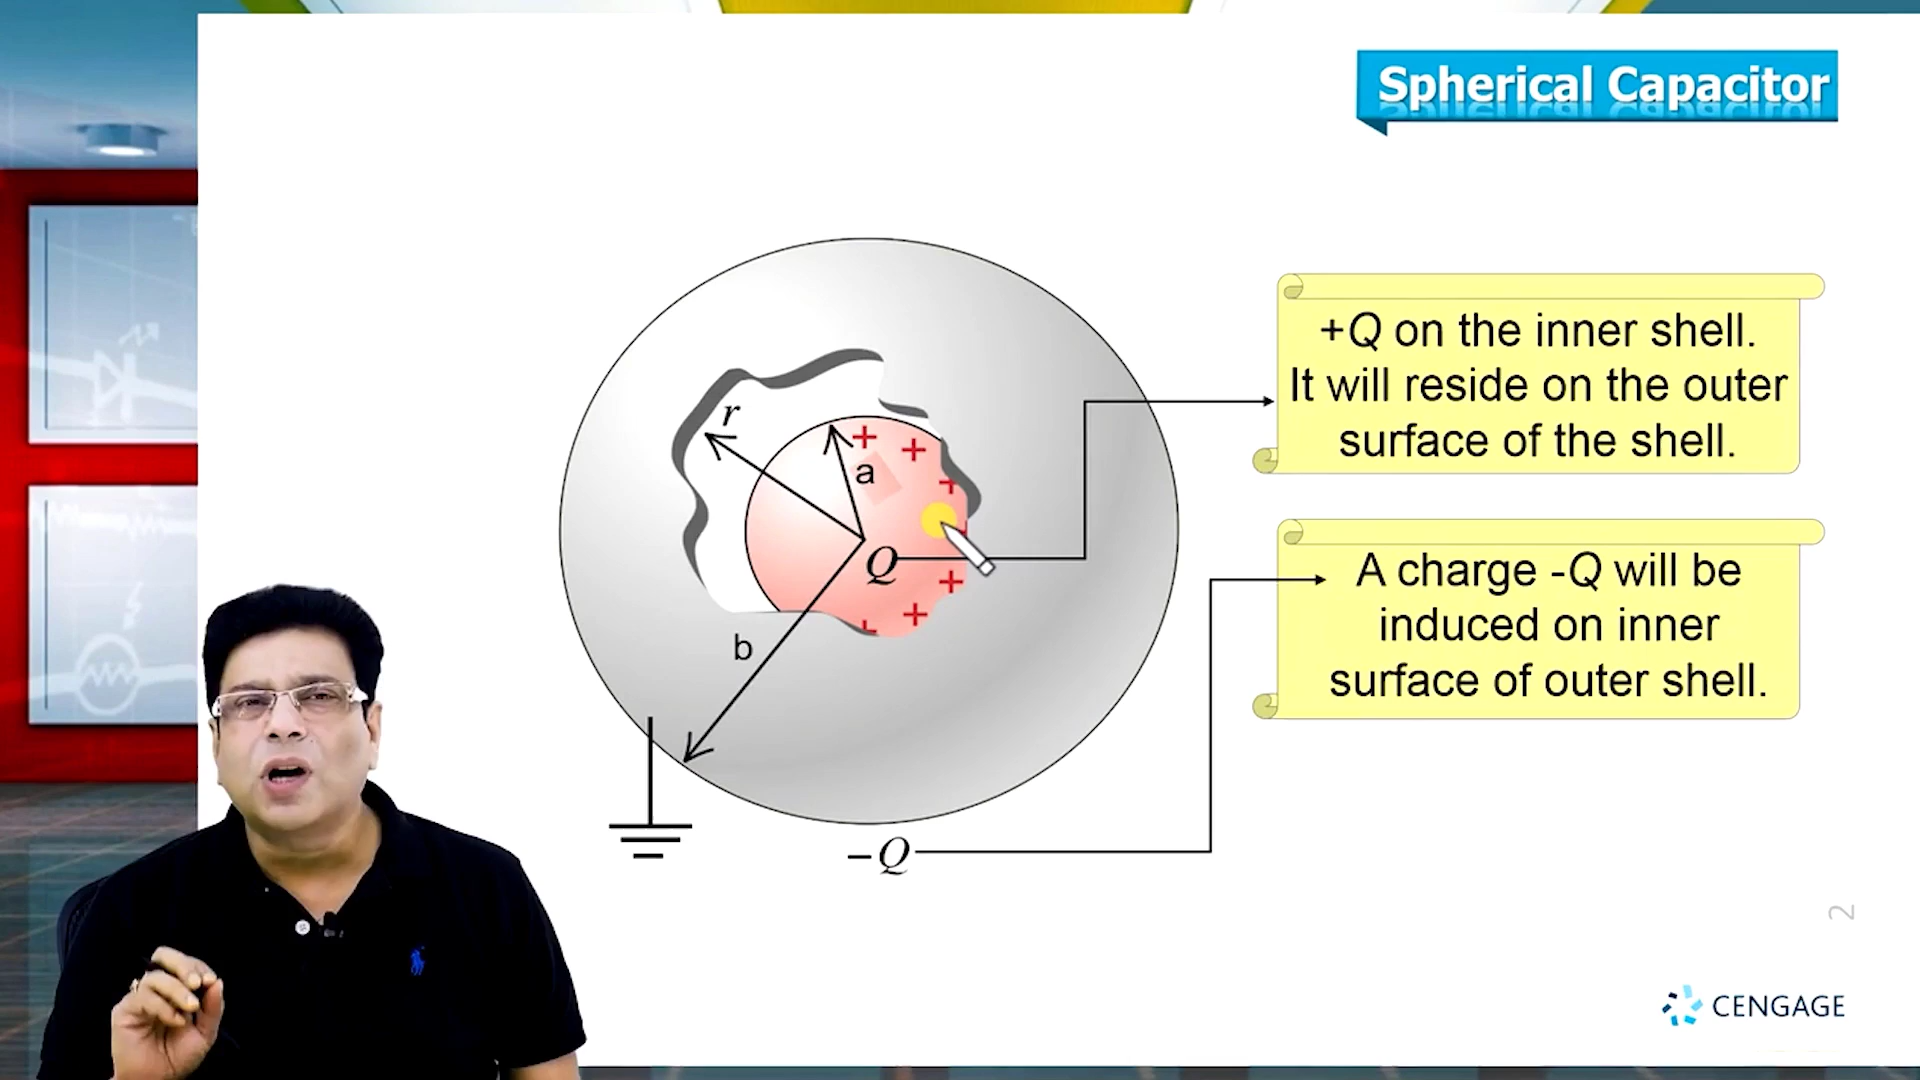 Spherical Capacitor
+Q on the inner shell.
It will reside on the outer
surface of the shell.
r
a
Q
b
A charge -Q will be
induced on inner
surface of outer shell.
–Q
2
CENGAGE